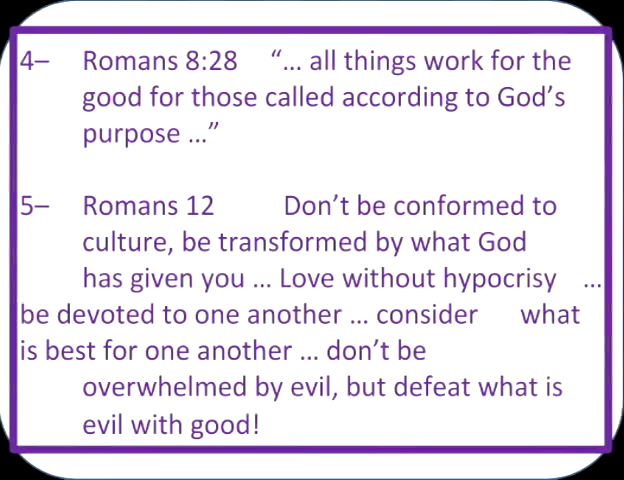 4– Romans 8:28 “… all things work for the
good for those called according to God’s
purpose …”
5– Romans 12 Don’t be conformed to
culture, be transformed by what God
has given you … Love without hypocrisy …
be devoted to one another … consider what
is best for one another … don’t be
overwhelmed by evil, but defeat what is
evil with good!